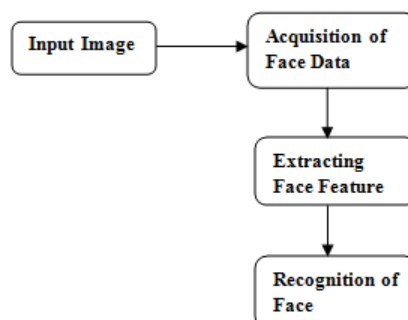 Input Image
Acquisition of
Face Data
Extracting
Face Feature
Recognition of
Face